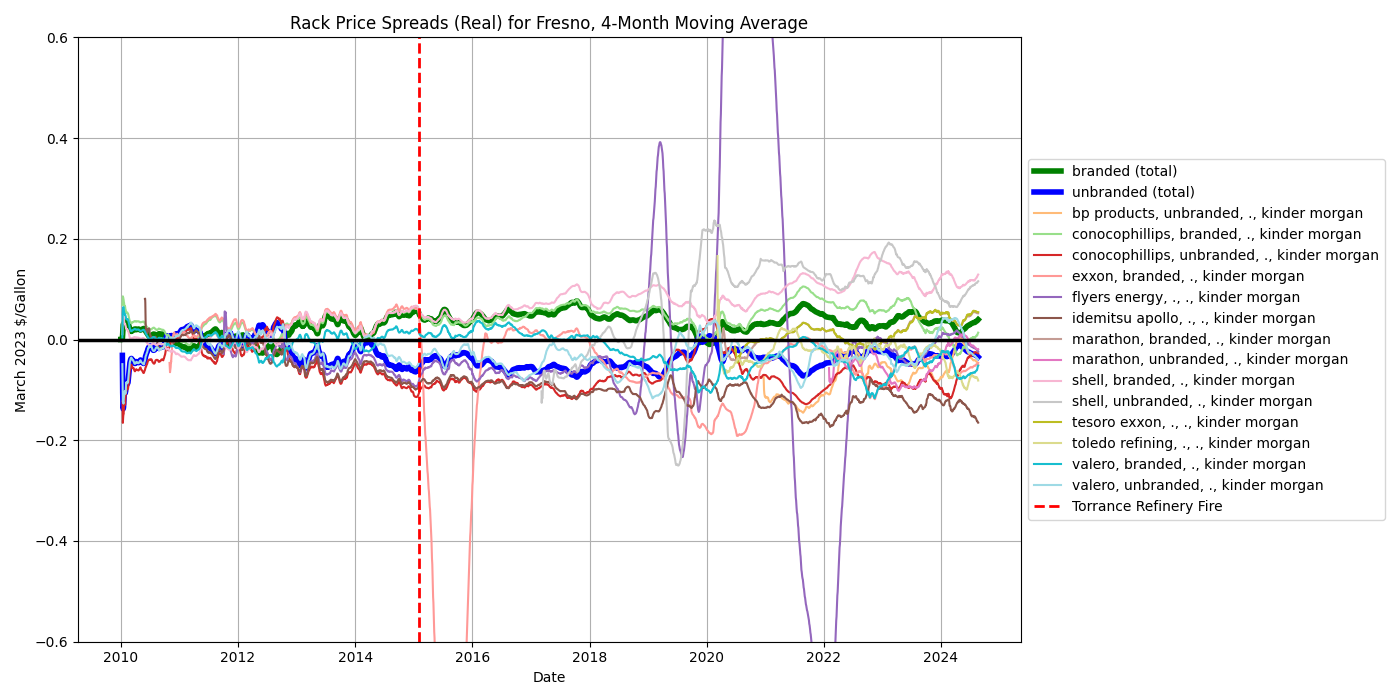 Rack Price Spreads (Real) for Fresno, 4-Month Moving Average
March 2023 $/Gallon
0.6
0.4
0.2
0.0
−0.2
−0.4
−0.6
2010 2012 2014 2016 2018 2020 2022 2024
Date
branded (total)
unbranded (total)
bp products, unbranded, ., kinder morgan
conocophillips, branded, ., kinder morgan
conocophillips, unbranded, ., kinder morgan
exxon, branded, ., kinder morgan
flyers energy, ., ., kinder morgan
idemitsu apollo, ., ., kinder morgan
marathon, branded, ., kinder morgan
marathon, unbranded, ., kinder morgan
shell, branded, ., kinder morgan
shell, unbranded, ., kinder morgan
tesoro exxon, ., ., kinder morgan
toledo refining, ., ., kinder morgan
valero, branded, ., kinder morgan
valero, unbranded, ., kinder morgan
Torrance Refinery Fire